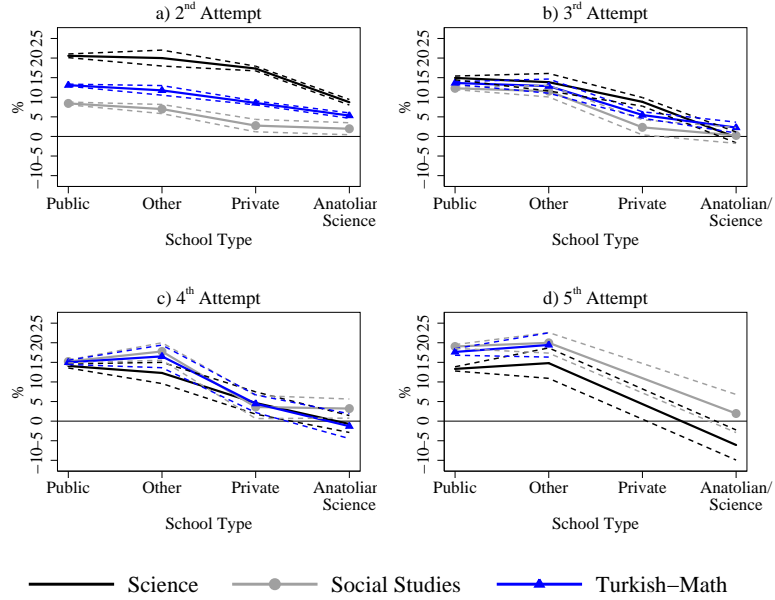 a) 2nd Attempt
%
−10 −5 0 5 10 15 20 25
Public Other Private Anatolian
Science
School Type
b) 3rd Attempt
%
−10 −5 0 5 10 15 20 25
Public Other Private Anatolian/
Science
School Type
c) 4th Attempt
%
−10 −5 0 5 10 15 20 25
Public Other Private Anatolian
Science
School Type
d) 5th Attempt
%
−10 −5 0 5 10 15 20 25
Public Other Private Anatolian/
Science
School Type
Science Social Studies Turkish−Math